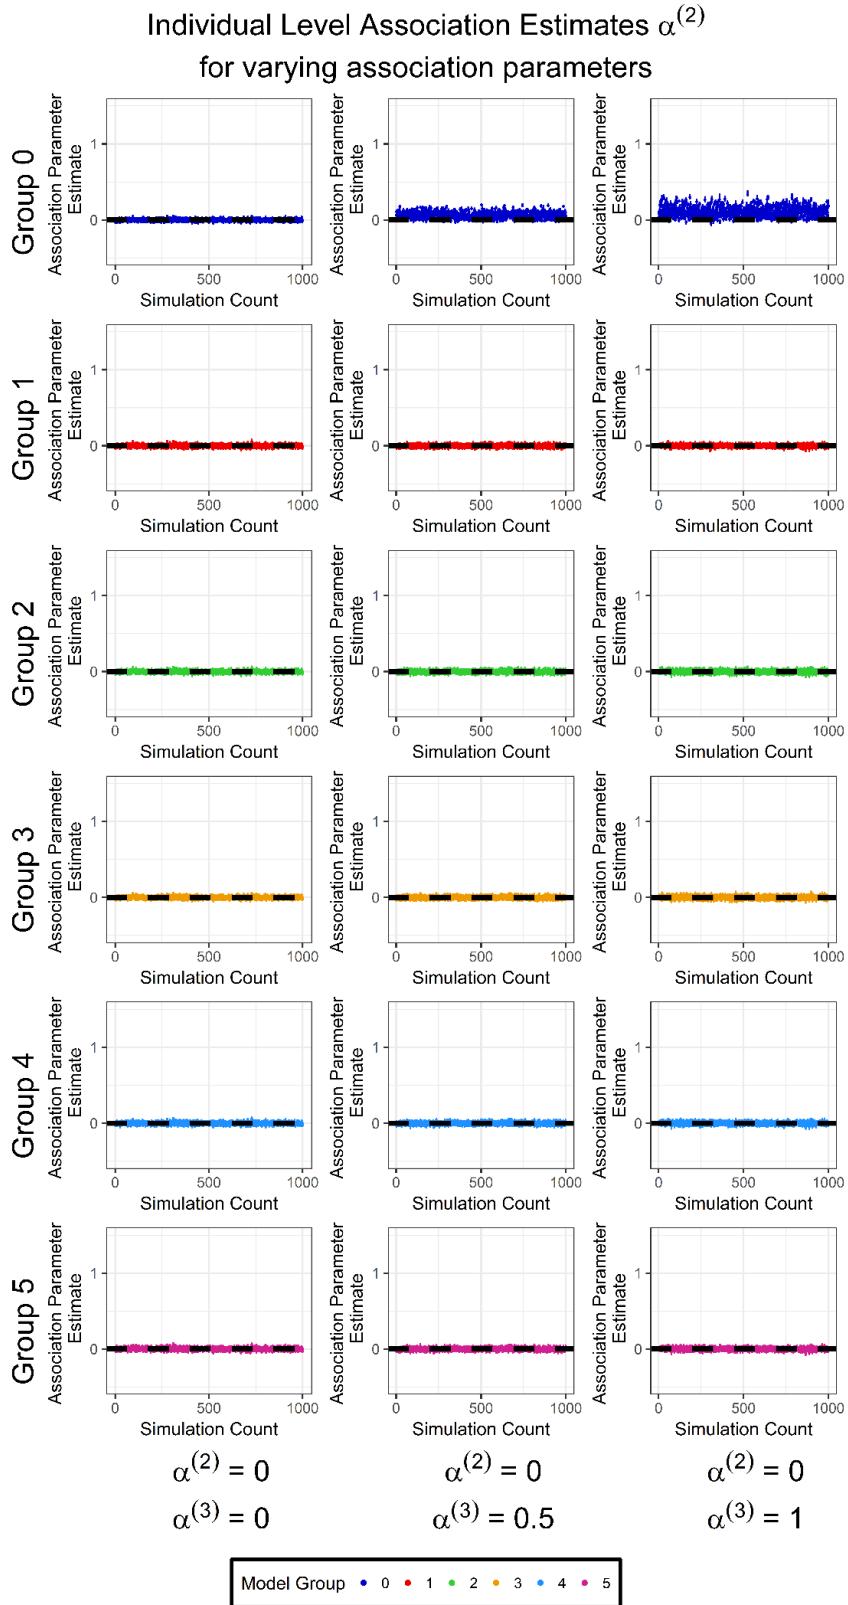 Individual Level Association Estimates α^(2)
for varying association parameters
Group 0
Association Parameter
Estimate
1
0
0
500
1000
Simulation Count
Association Parameter
Estimate
1
0
0
500
1000
Simulation Count
Association Parameter
Estimate
1
0
0
500
1000
Simulation Count
Group 1
Association Parameter
Estimate
1
0
0
500
1000
Simulation Count
Association Parameter
Estimate
1
0
0
500
1000
Simulation Count
Association Parameter
Estimate
1
0
0
500
1000
Simulation Count
Group 2
Association Parameter
Estimate
1
0
0
500
1000
Simulation Count
Association Parameter
Estimate
1
0
0
500
1000
Simulation Count
Association Parameter
Estimate
1
0
0
500
1000
Simulation Count
Group 3
Association Parameter
Estimate
1
0
0
500
1000
Simulation Count
Association Parameter
Estimate
1
0
0
500
1000
Simulation Count
Association Parameter
Estimate
1
0
0
500
1000
Simulation Count
Group 4
Association Parameter
Estimate
1
0
0
500
1000
Simulation Count
Association Parameter
Estimate
1
0
0
500
1000
Simulation Count
Association Parameter
Estimate
1
0
0
500
1000
Simulation Count
Group 5
Association Parameter
Estimate
1
0
0
500
1000
Simulation Count
Association Parameter
Estimate
1
0
0
500
1000
Simulation Count
Association Parameter
Estimate
1
0
0
500
1000
Simulation Count
α^(2) = 0
α^(3) = 0
α^(2) = 0
α^(3) = 0.5
α^(2) = 0
α^(3) = 1
Model Group 0 1 2 3 4 5